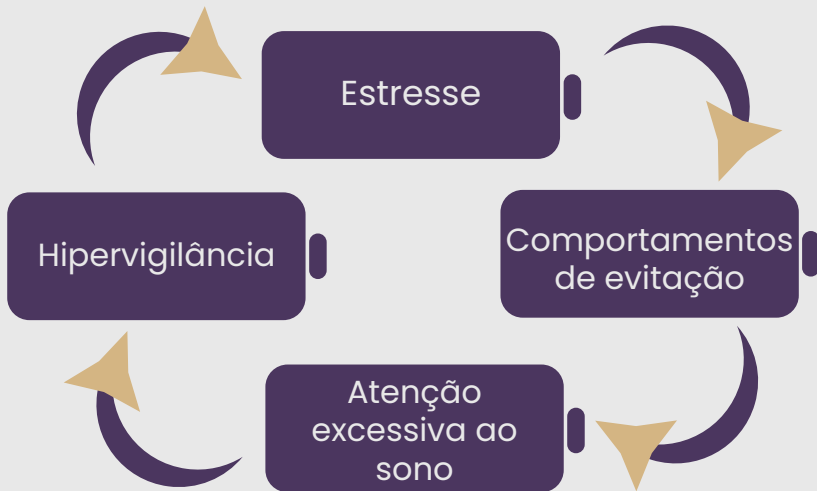 Estresse
Hipervigilância
Comportamentos
de evitação
Atenção
excessiva ao
sono